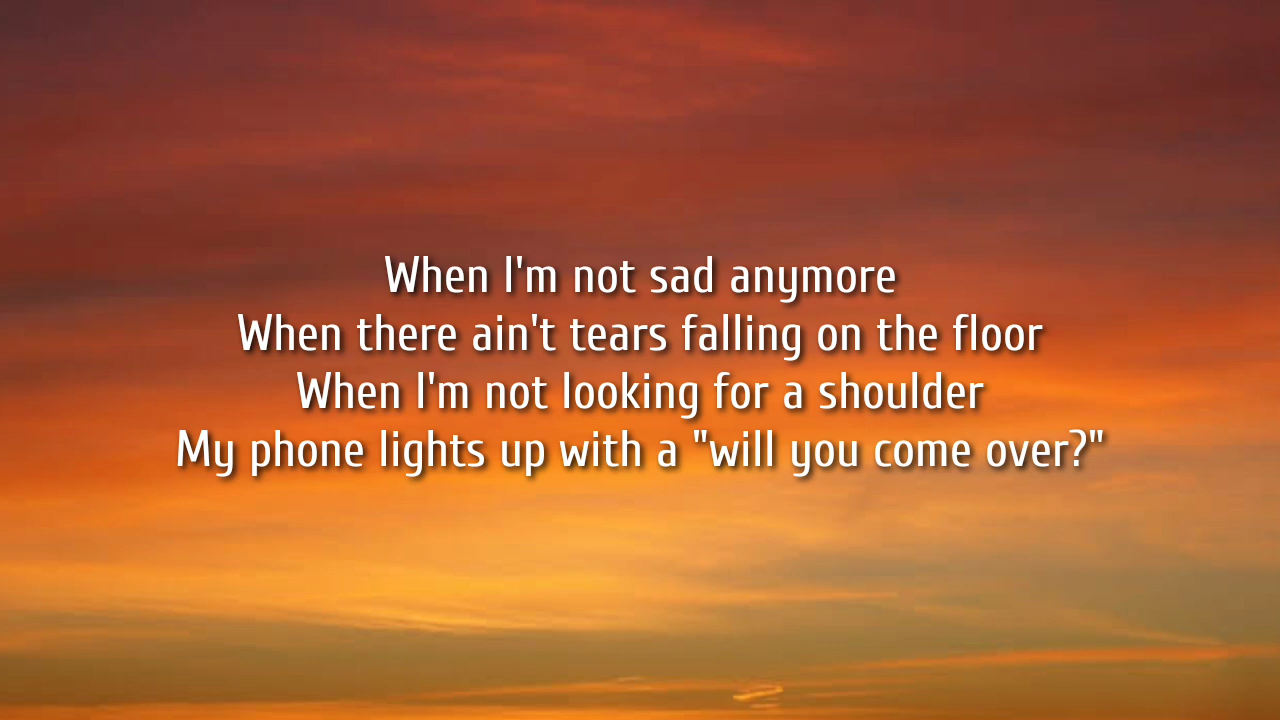 When I'm not sad anymore
When there ain't tears falling on the floor
When I'm not looking for a shoulder
My phone lights up with a "will you come over?"